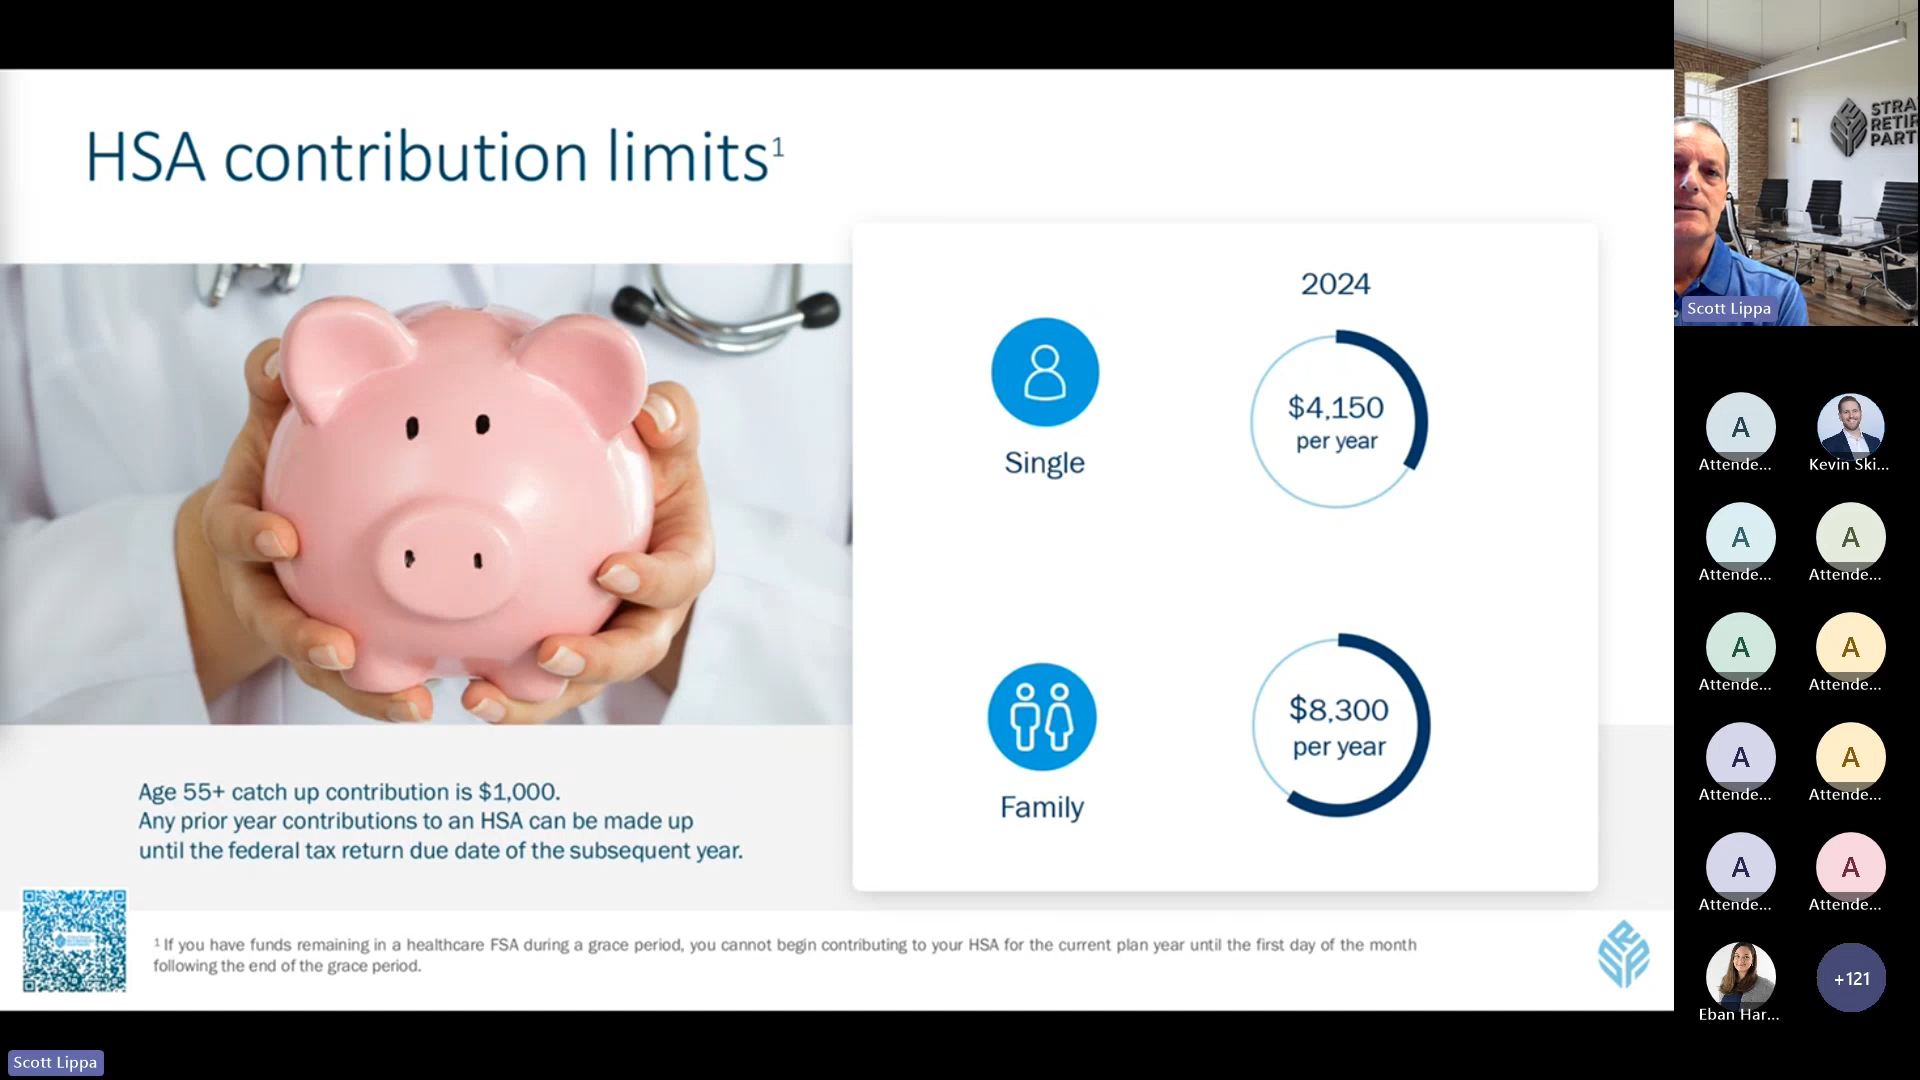 HSA contribution limits¹
2024
$4,150
per year
Single
$8,300
per year
Family
Age 55+ catch up contribution is $1,000.
Any prior year contributions to an HSA can be made up
until the federal tax return due date of the subsequent year.
¹ If you have funds remaining in a healthcare FSA during a grace period, you cannot begin contributing to your HSA for the current plan year until the first day of the month
following the end of the grace period.
Scott Lippa
STRA
RETIR
PART
Scott Lippa
A
Attende...
Kevin Ski...
A
Attende...
A
Attende...
A
Attende...
A
Attende...
A
Attende...
A
Attende...
A
Attende...
A
Attende...
Eban Har...
+121